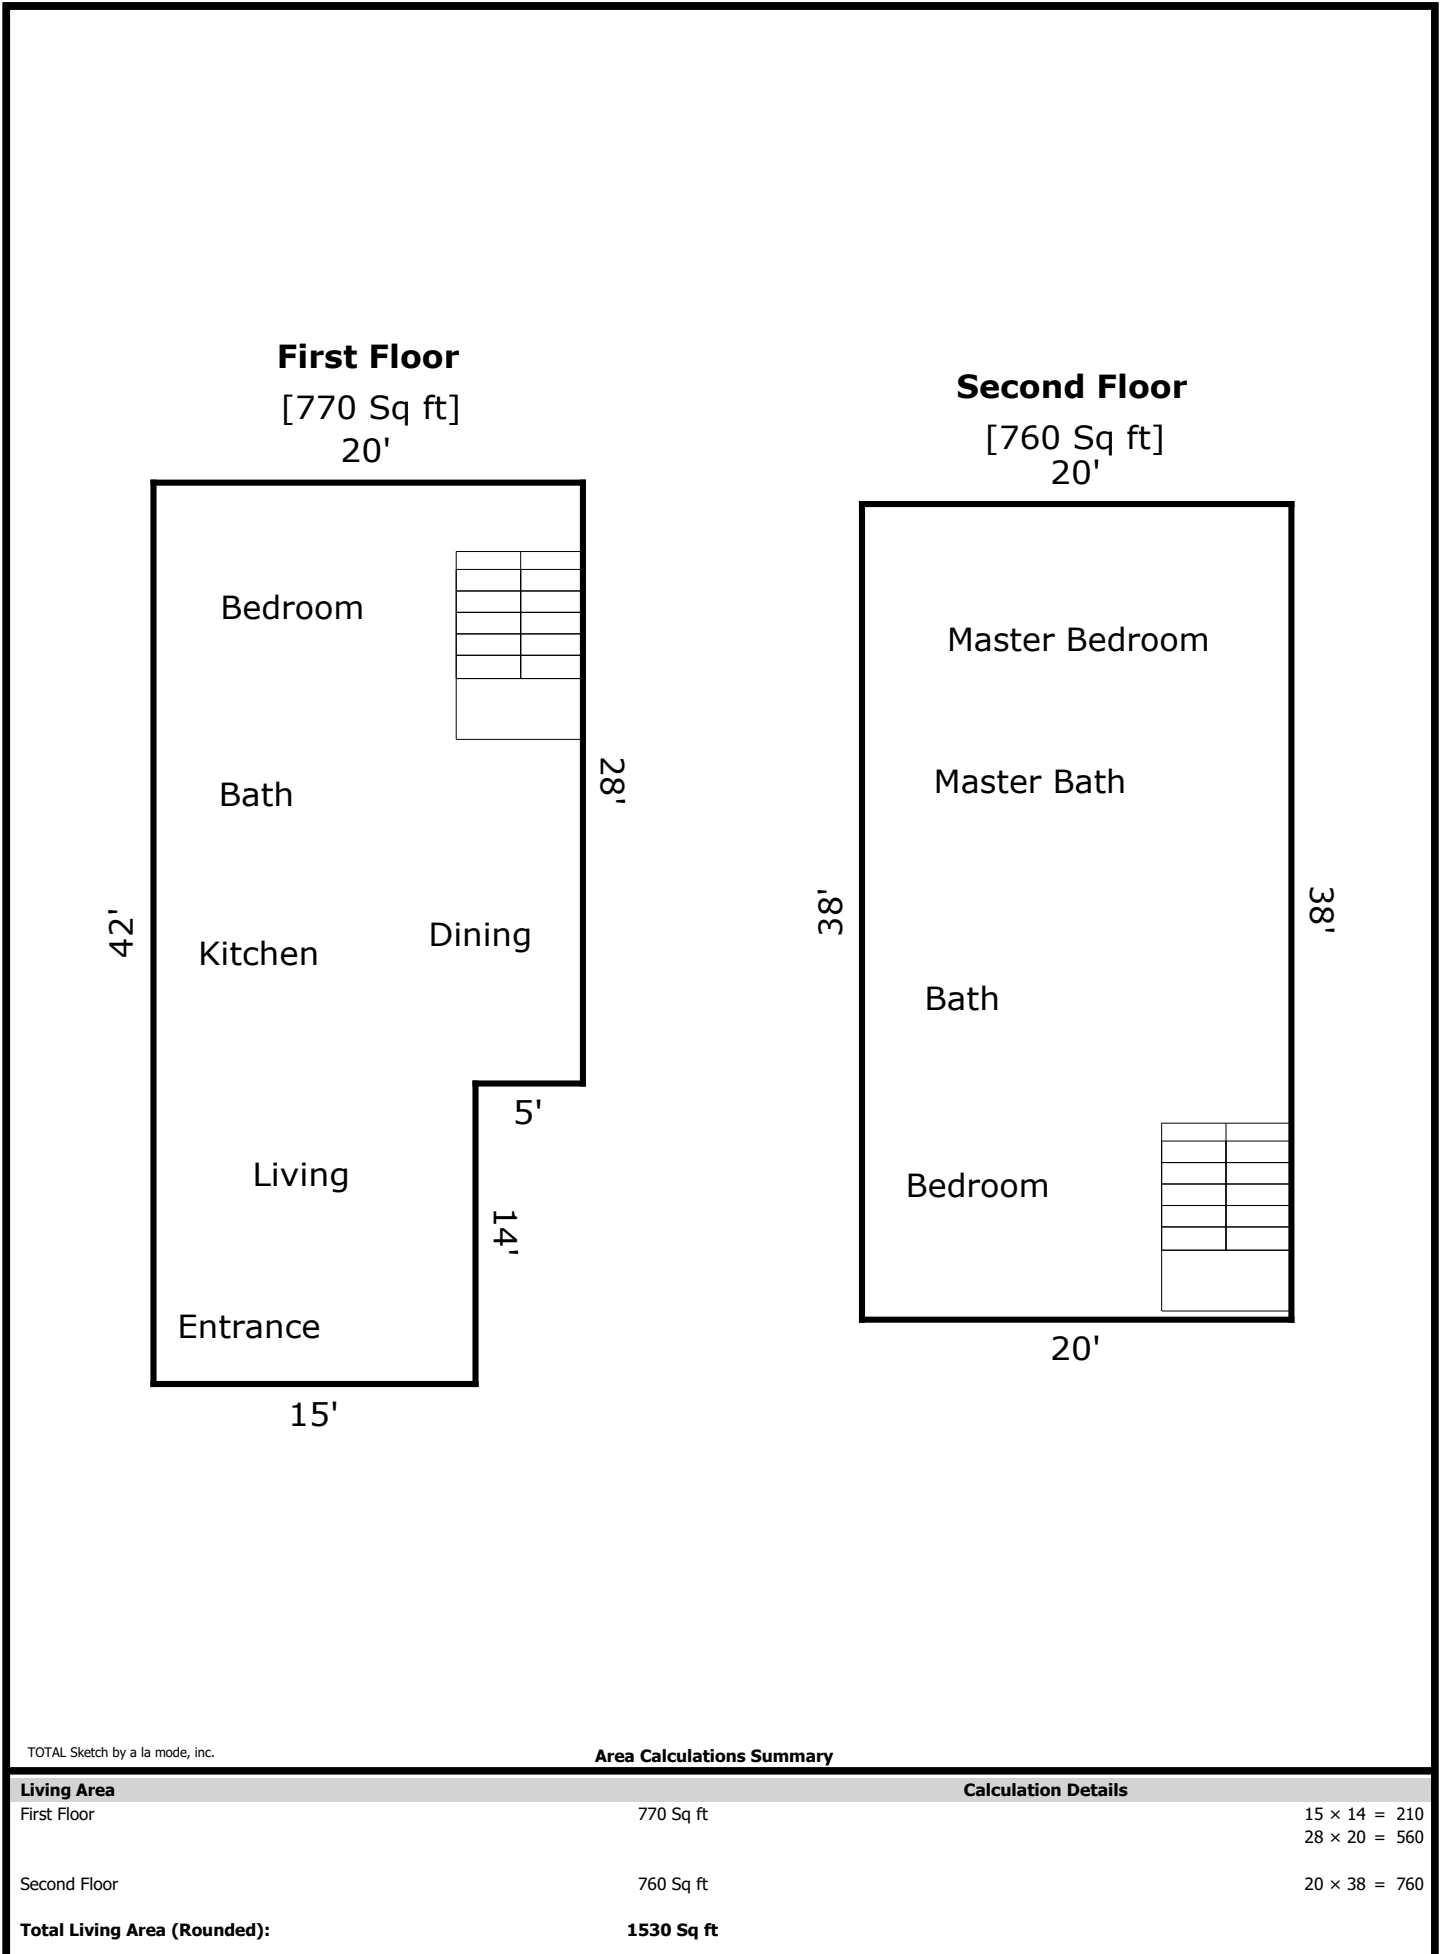 First Floor
[770 Sq ft]
20'
Bedroom
Bath
28'
42'
Kitchen
Dining
5'
Living
14'
Entrance
15'
Second Floor
[760 Sq ft]
20'
Master Bedroom
Master Bath
38'
38'
Bath
Bedroom
20'
TOTAL Sketch by a la mode, inc.
Area Calculations Summary
Living Area Calculation Details
First Floor 770 Sq ft 15 × 14 = 210
28 × 20 = 560
Second Floor 760 Sq ft 20 × 38 = 760
Total Living Area (Rounded): 1530 Sq ft